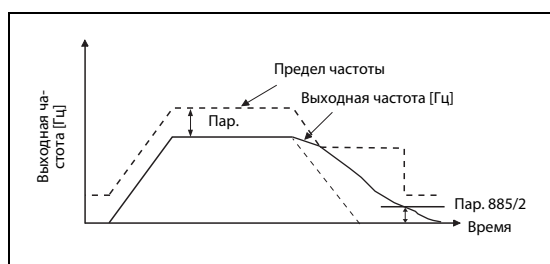 Выходная ча-
стота [Гц]
Предел частоты
Выходная частота [Гц]
Пар.
Пар. 885/2
Время